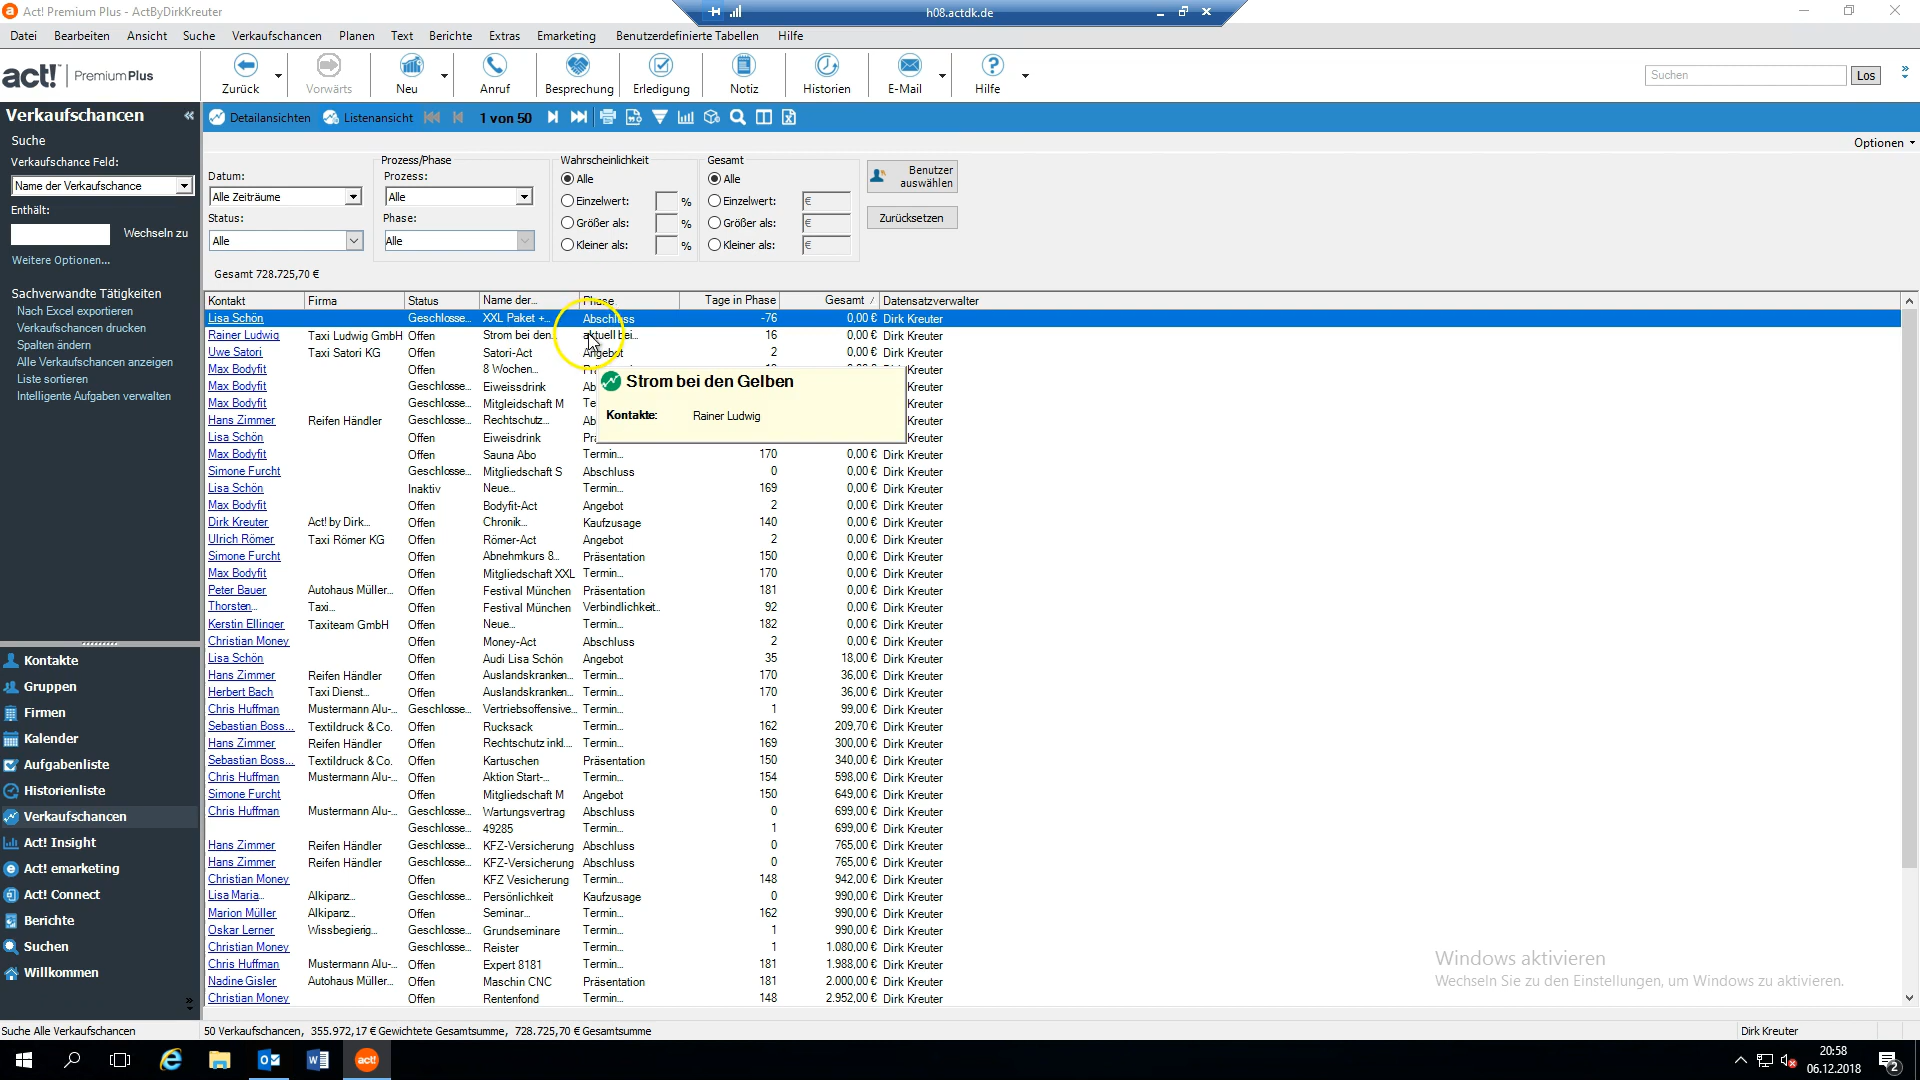 Act! Premium Plus - ActByDirkKreuter
h08.actdk.de
Datei Bearbeiten Ansicht Suche Verkaufschancen Planen Text Berichte Extras Emarketing Benutzerdefinierte Tabellen Hilfe
act! Premium Plus
Zurück Vorwärts Neu Anruf Besprechung Erledigung Notiz Historien E-Mail Hilfe
Suchen Los
Verkaufschancen
Detailansichten Listenansicht 1 von 50
Optionen
Suche
Verkaufschance Feld:
Name der Verkaufschance
Enthält:
Wechseln zu
Weitere Optionen...
Sachverwandte Tätigkeiten
Nach Excel exportieren
Verkaufschancen drucken
Spalten ändern
Alle Verkaufschancen anzeigen
Liste sortieren
Intelligente Aufgaben verwalten
Kontakte
Gruppen
Firmen
Kalender
Aufgabenliste
Historienliste
Verkaufschancen
Act! Insight
Act! emarketing
Act! Connect
Berichte
Suchen
Willkommen
Datum:
Alle Zeiträume
Status:
Alle
Prozess/Phase
Prozess:
Alle
Phase:
Alle
Wahrscheinlichkeit
Alle
Einzelwert: %
Größer als: %
Kleiner als: %
Gesamt
Alle
Einzelwert: €
Größer als: €
Kleiner als: €
Benutzer
auswählen
Zurücksetzen
Gesamt 728.725,70 €
Kontakt Firma Status Name der... Phase Tage in Phase Gesamt / Datensatzverwalter
Lisa Schön Geschlosse... XXL Paket +... Abschluss -76 0,00 € Dirk Kreuter
Rainer Ludwig Taxi Ludwig GmbH Offen Strom bei den... aktuell bei... 16 0,00 € Dirk Kreuter
Uwe Satori Taxi Satori KG Offen Satori-Act Angebot 2 0,00 € Dirk Kreuter
Max Bodyfit Offen 8 Wochen... Kreuter
Max Bodyfit Geschlosse... Eiweissdrink Ab Kreuter
Max Bodyfit Geschlosse... Mitgleidschaft M Te Kreuter
Hans Zimmer Reifen Händler Geschlosse... Rechtschutz... Ab Kreuter
Lisa Schön Offen Eiweisdrink Prä Kreuter
Strom bei den Gelben
Kontakte: Rainer Ludwig
Max Bodyfit Offen Sauna Abo Termin... 170 0,00 € Dirk Kreuter
Simone Furcht Geschlosse... Mitgliedschaft S Abschluss 0 0,00 € Dirk Kreuter
Lisa Schön Inaktiv Neue... Termin... 169 0,00 € Dirk Kreuter
Max Bodyfit Offen Bodyfit-Act Angebot 2 0,00 € Dirk Kreuter
Dirk Kreuter Act! by Dirk... Offen Chronik... Kaufzusage 140 0,00 € Dirk Kreuter
Ulrich Römer Taxi Römer KG Offen Römer-Act Angebot 2 0,00 € Dirk Kreuter
Simone Furcht Offen Abnehmkurs 8... Präsentation 150 0,00 € Dirk Kreuter
Max Bodyfit Offen Mitgliedschaft XXL Termin... 170 0,00 € Dirk Kreuter
Peter Bauer Autohaus Müller... Offen Festival München Präsentation 181 0,00 € Dirk Kreuter
Thorsten... Taxi... Offen Festival München Verbindlichkeit... 92 0,00 € Dirk Kreuter
Kerstin Ellinger Taxiteam GmbH Offen Neue... Termin... 182 0,00 € Dirk Kreuter
Christian Money Offen Money-Act Abschluss 2 0,00 € Dirk Kreuter
Lisa Schön Offen Audi Lisa Schön Angebot 35 18,00 € Dirk Kreuter
Hans Zimmer Reifen Händler Offen Auslandskranken... Termin... 170 36,00 € Dirk Kreuter
Herbert Bach Taxi Dienst... Offen Auslandskranken... Termin... 170 36,00 € Dirk Kreuter
Chris Huffman Mustermann Alu-... Geschlosse... Vertriebsoffensive... Termin... 1 99,00 € Dirk Kreuter
Sebastian Boss... Textildruck & Co. Offen Rucksack Termin... 162 209,70 € Dirk Kreuter
Hans Zimmer Reifen Händler Offen Rechtschutz inkl... Termin... 169 300,00 € Dirk Kreuter
Sebastian Boss... Textildruck & Co. Offen Kartuschen Präsentation 150 340,00 € Dirk Kreuter
Chris Huffman Mustermann Alu-... Offen Aktion Start-... Termin... 154 598,00 € Dirk Kreuter
Simone Furcht Offen Mitgliedschaft M Angebot 150 649,00 € Dirk Kreuter
Chris Huffman Mustermann Alu-... Geschlosse... Wartungsvertrag Abschluss 0 699,00 € Dirk Kreuter
Geschlosse... 49285 Termin... 1 699,00 € Dirk Kreuter
Hans Zimmer Reifen Händler Geschlosse... KFZ-Versicherung Abschluss 0 765,00 € Dirk Kreuter
Hans Zimmer Reifen Händler Geschlosse... KFZ-Versicherung Abschluss 0 765,00 € Dirk Kreuter
Christian Money Offen KFZ Vesicherung Termin... 148 942,00 € Dirk Kreuter
Lisa Maria... Alkipanz... Geschlosse... Persönlichkeit Kaufzusage 0 990,00 € Dirk Kreuter
Marion Müller Alkipanz... Offen Seminar... Termin... 162 990,00 € Dirk Kreuter
Oskar Lerner Wissbegierig... Geschlosse... Grundseminare Termin... 1 990,00 € Dirk Kreuter
Christian Money Geschlosse... Reister Termin... 1 1.080,00 € Dirk Kreuter
Chris Huffman Mustermann Alu-... Offen Expert 8181 Termin... 181 1.988,00 € Dirk Kreuter
Nadine Gisler Autohaus Müller... Offen Maschin CNC Präsentation 181 2.000,00 € Dirk Kreuter
Christian Money Offen Rentenfond Termin... 148 2.952,00 € Dirk Kreuter
Windows aktivieren
Wechseln Sie zu den Einstellungen, um Windows zu aktivieren.
Suche Alle Verkaufschancen 50 Verkaufschancen, 355.972,17 € Gewichtete Gesamtsumme, 728.725,70 € Gesamtsumme Dirk Kreuter
act!
20:58
06.12.2018
2